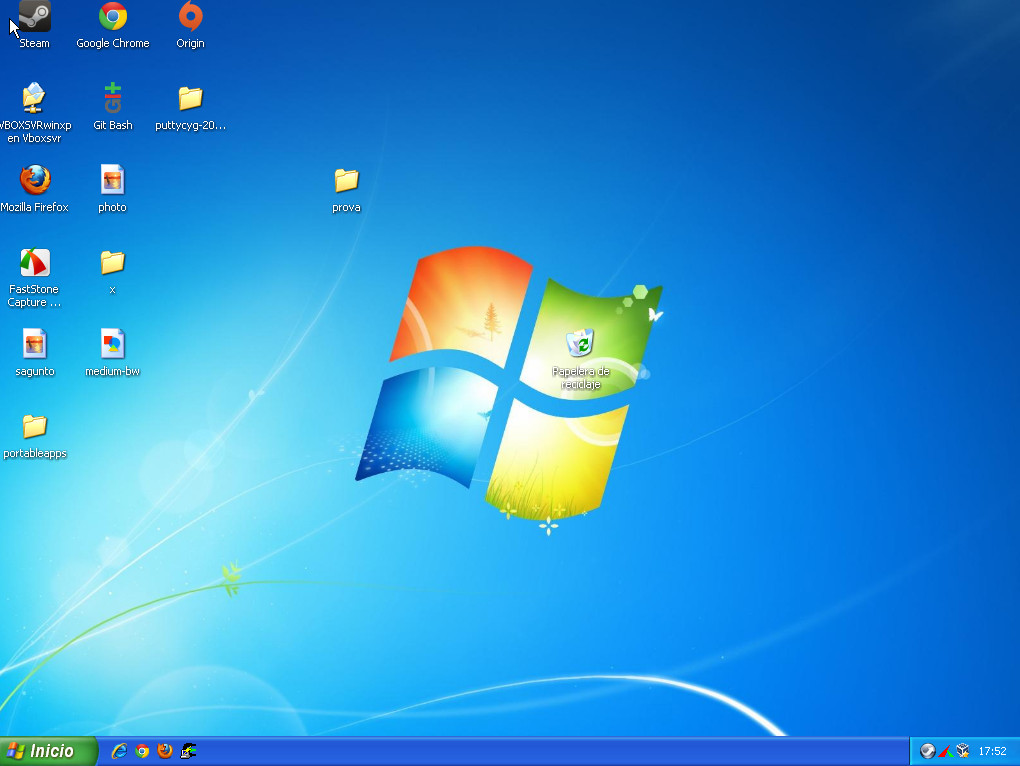 Steam
Google Chrome
Origin
VBOXSVRwinxp
en Vboxsvr
Git Bash
puttycyg-20...
Mozilla Firefox
photo
prova
FastStone
Capture ...
x
sagunto
medium-bw
Papelera de
reciclaje
portableapps
Inicio
17:52